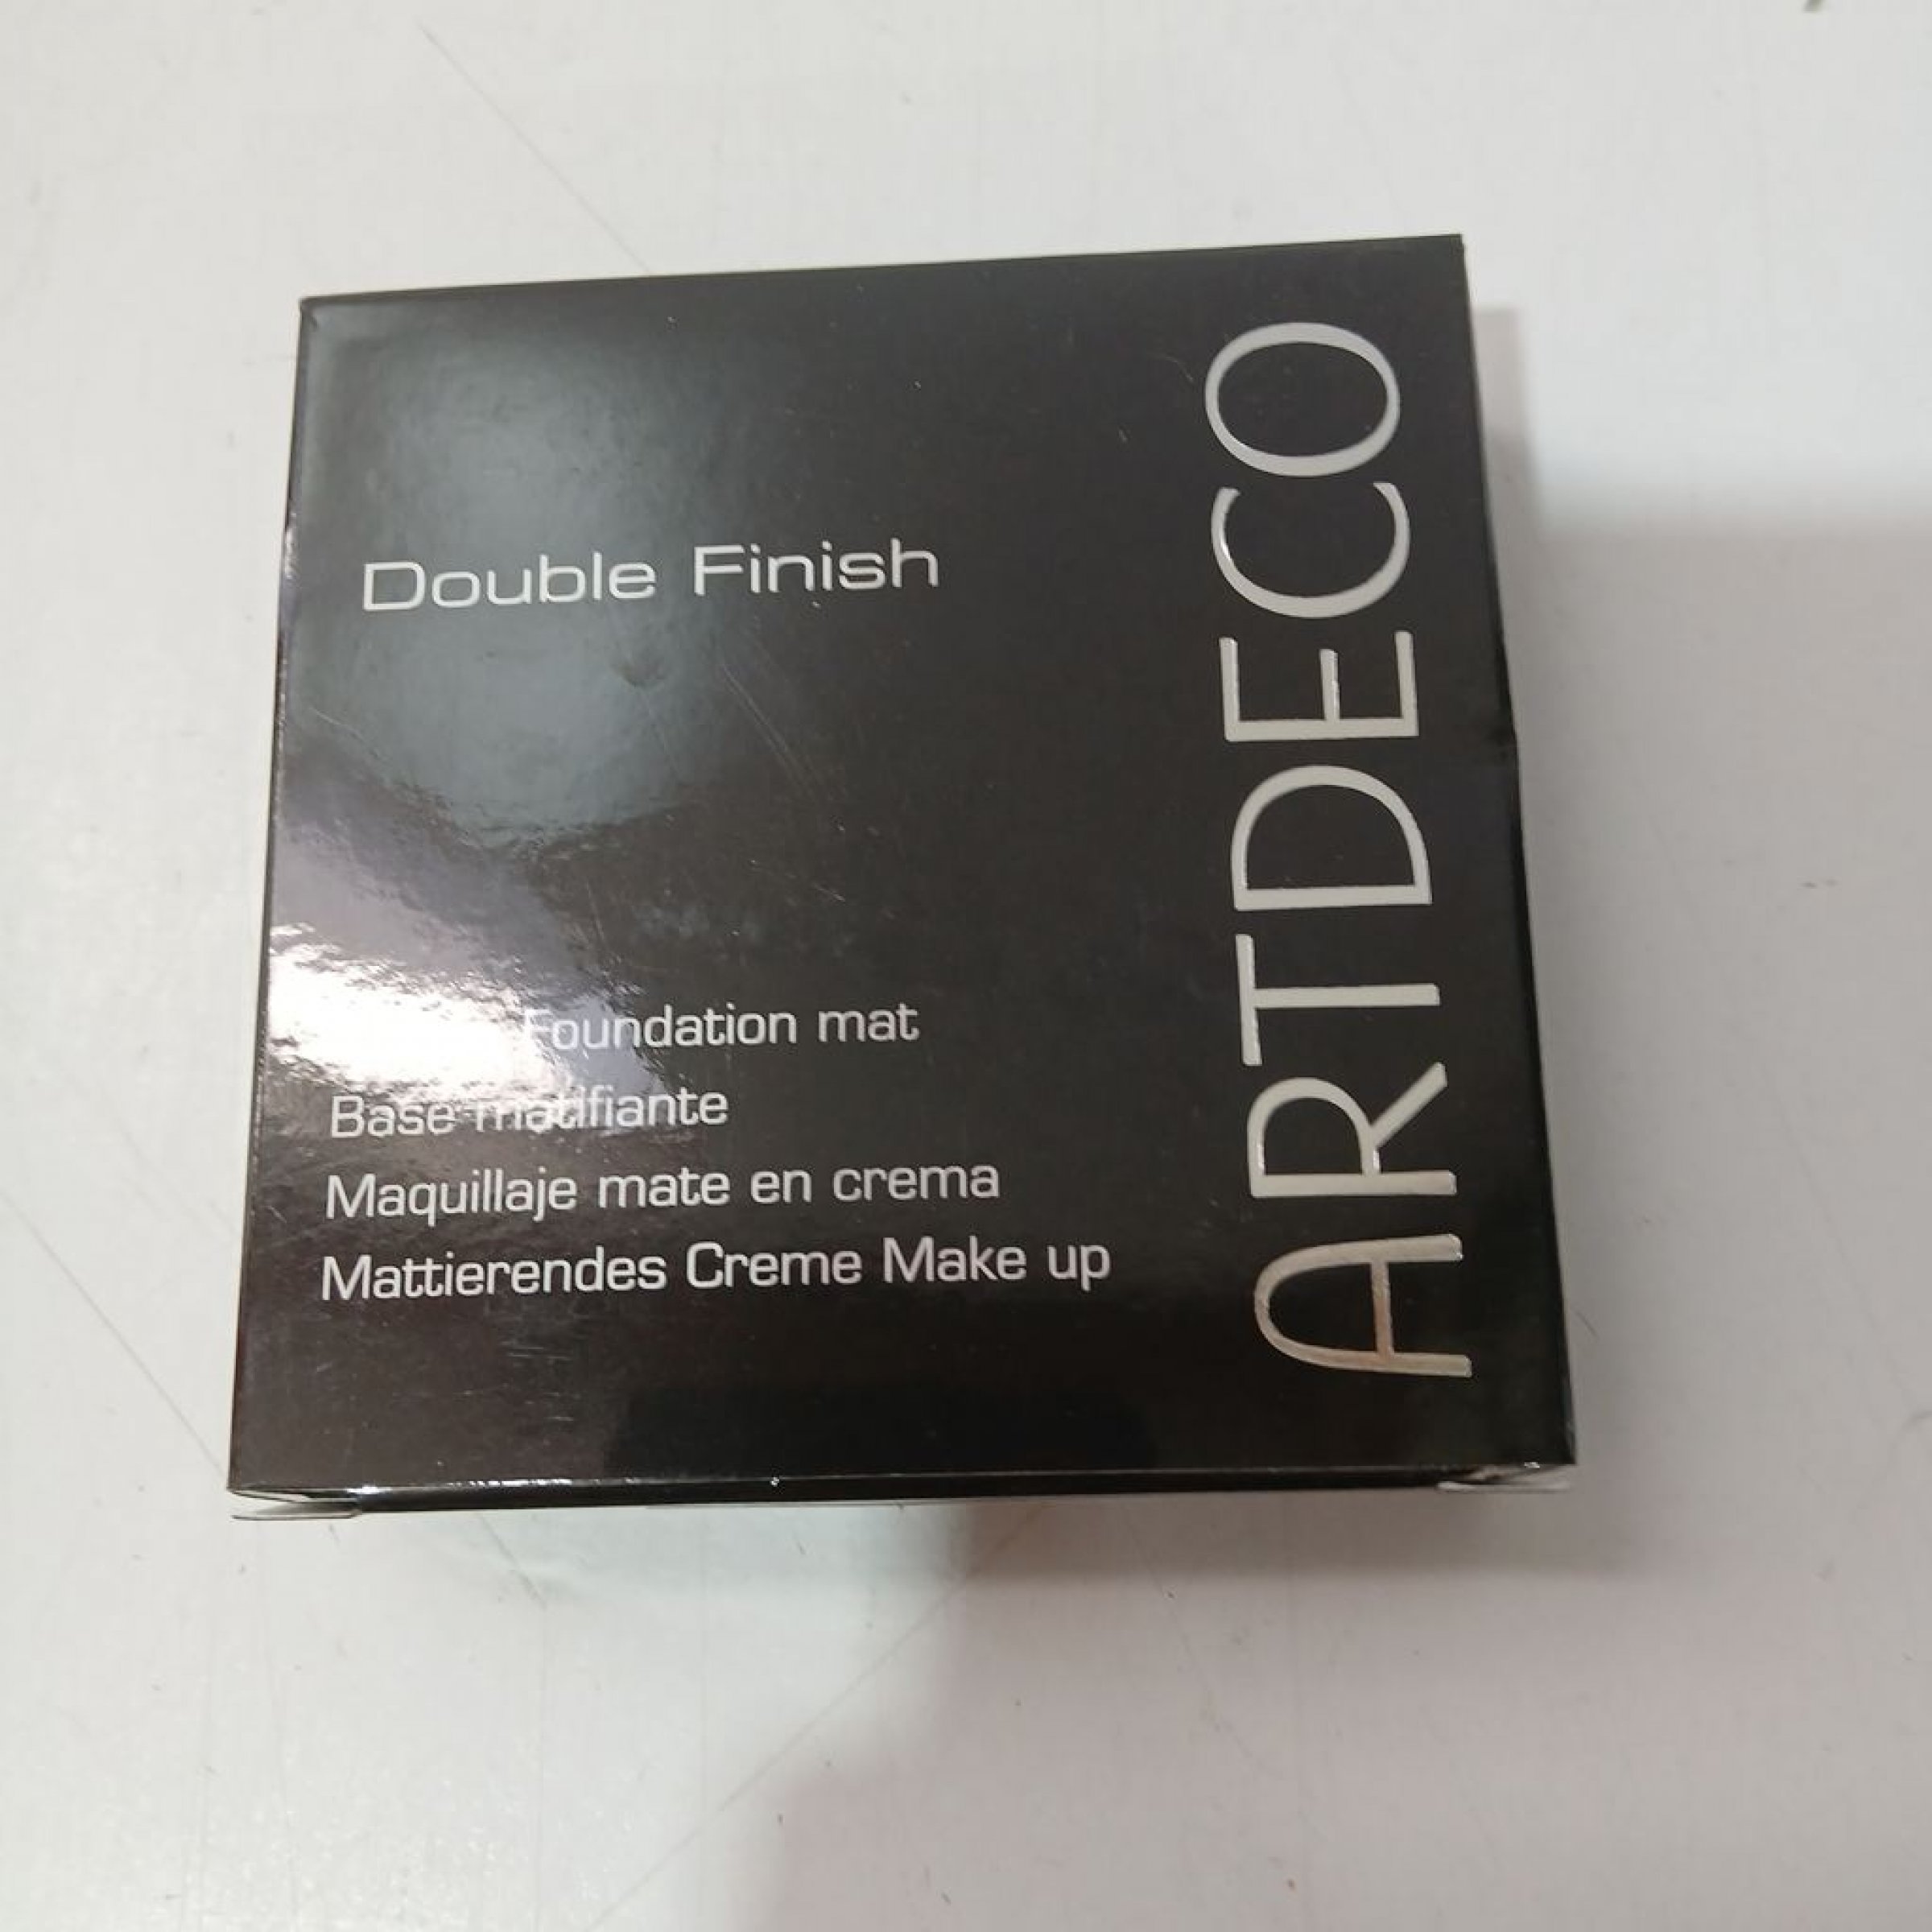 Double Finish
Foundation mat
Base matifiante
Maquillaje mate en crema
Mattierendes Creme Make up
ARTDECO